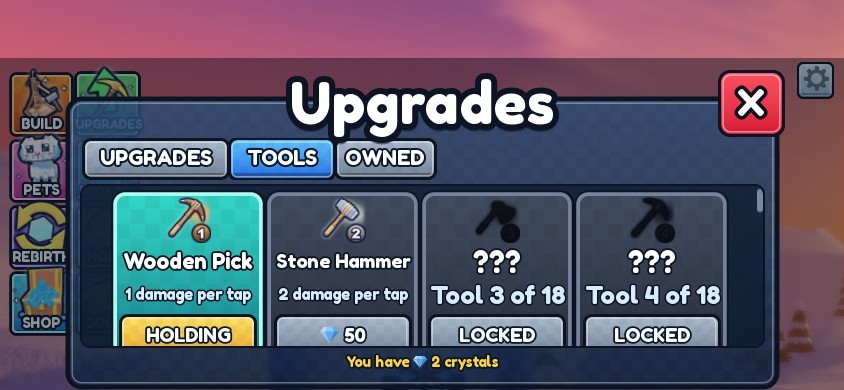 Upgrades
BUILD
UPGRADES
PETS
REBIRTH
SHOP
UPGRADES
TOOLS
OWNED
1
Wooden Pick
1 damage per tap
HOLDING
2
Stone Hammer
2 damage per tap
50
???
Tool 3 of 18
LOCKED
???
Tool 4 of 18
LOCKED
You have 2 crystals